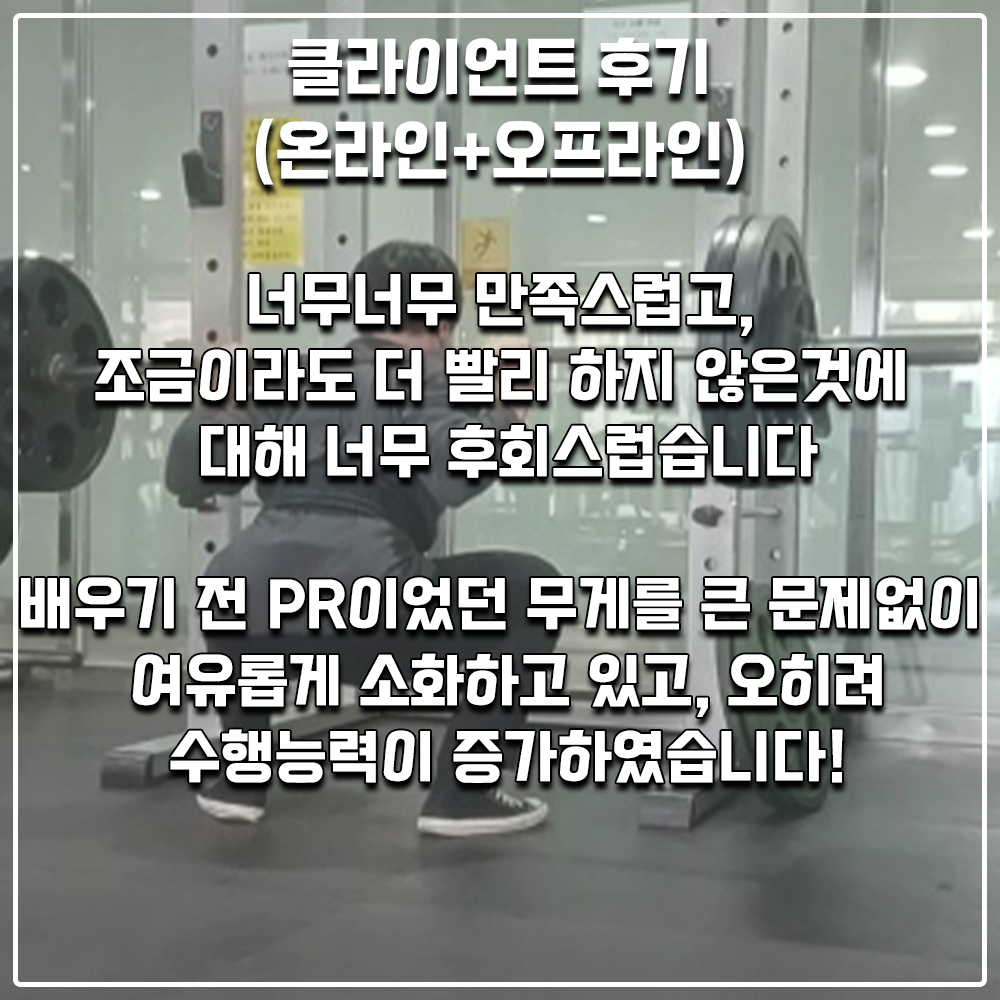 클라이언트 후기
(온라인+오프라인)
너무너무 만족스럽고,
조금이라도 더 빨리 하지 않은것에
대해 너무 후회스럽습니다
배우기 전 PR이었던 무게를 큰 문제없이
여유롭게 소화하고 있고, 오히려
수행능력이 증가하였습니다!